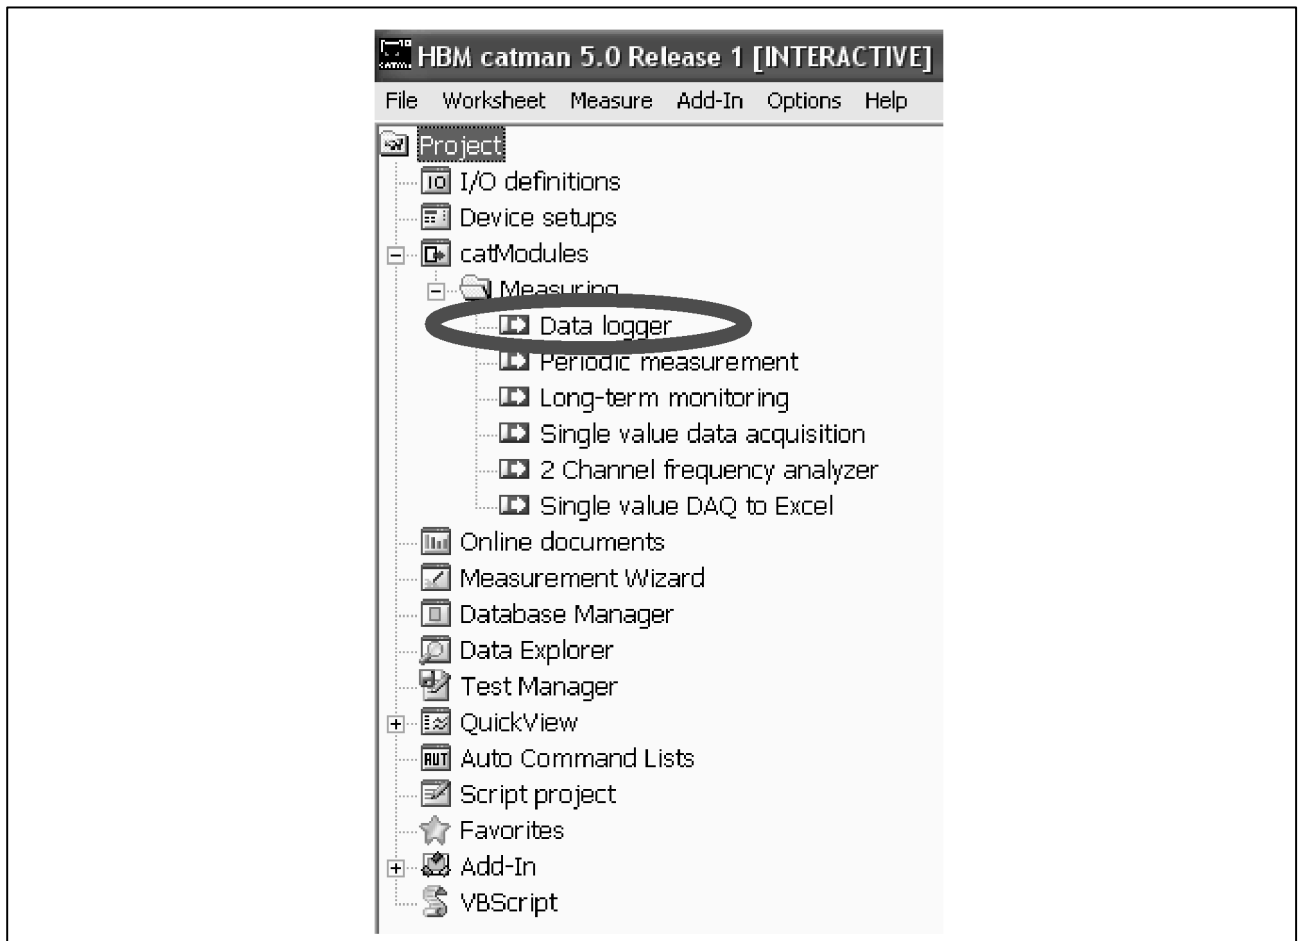 HBM catman 5.0 Release 1 [INTERACTIVE]
File Worksheet Measure Add-In Options Help
Project
I/O definitions
Device setups
catModules
Measuring
Data logger
Periodic measurement
Long-term monitoring
Single value data acquisition
2 Channel frequency analyzer
Single value DAQ to Excel
Online documents
Measurement Wizard
Database Manager
Data Explorer
Test Manager
QuickView
AUT Auto Command Lists
Script project
Favorites
Add-In
VBScript